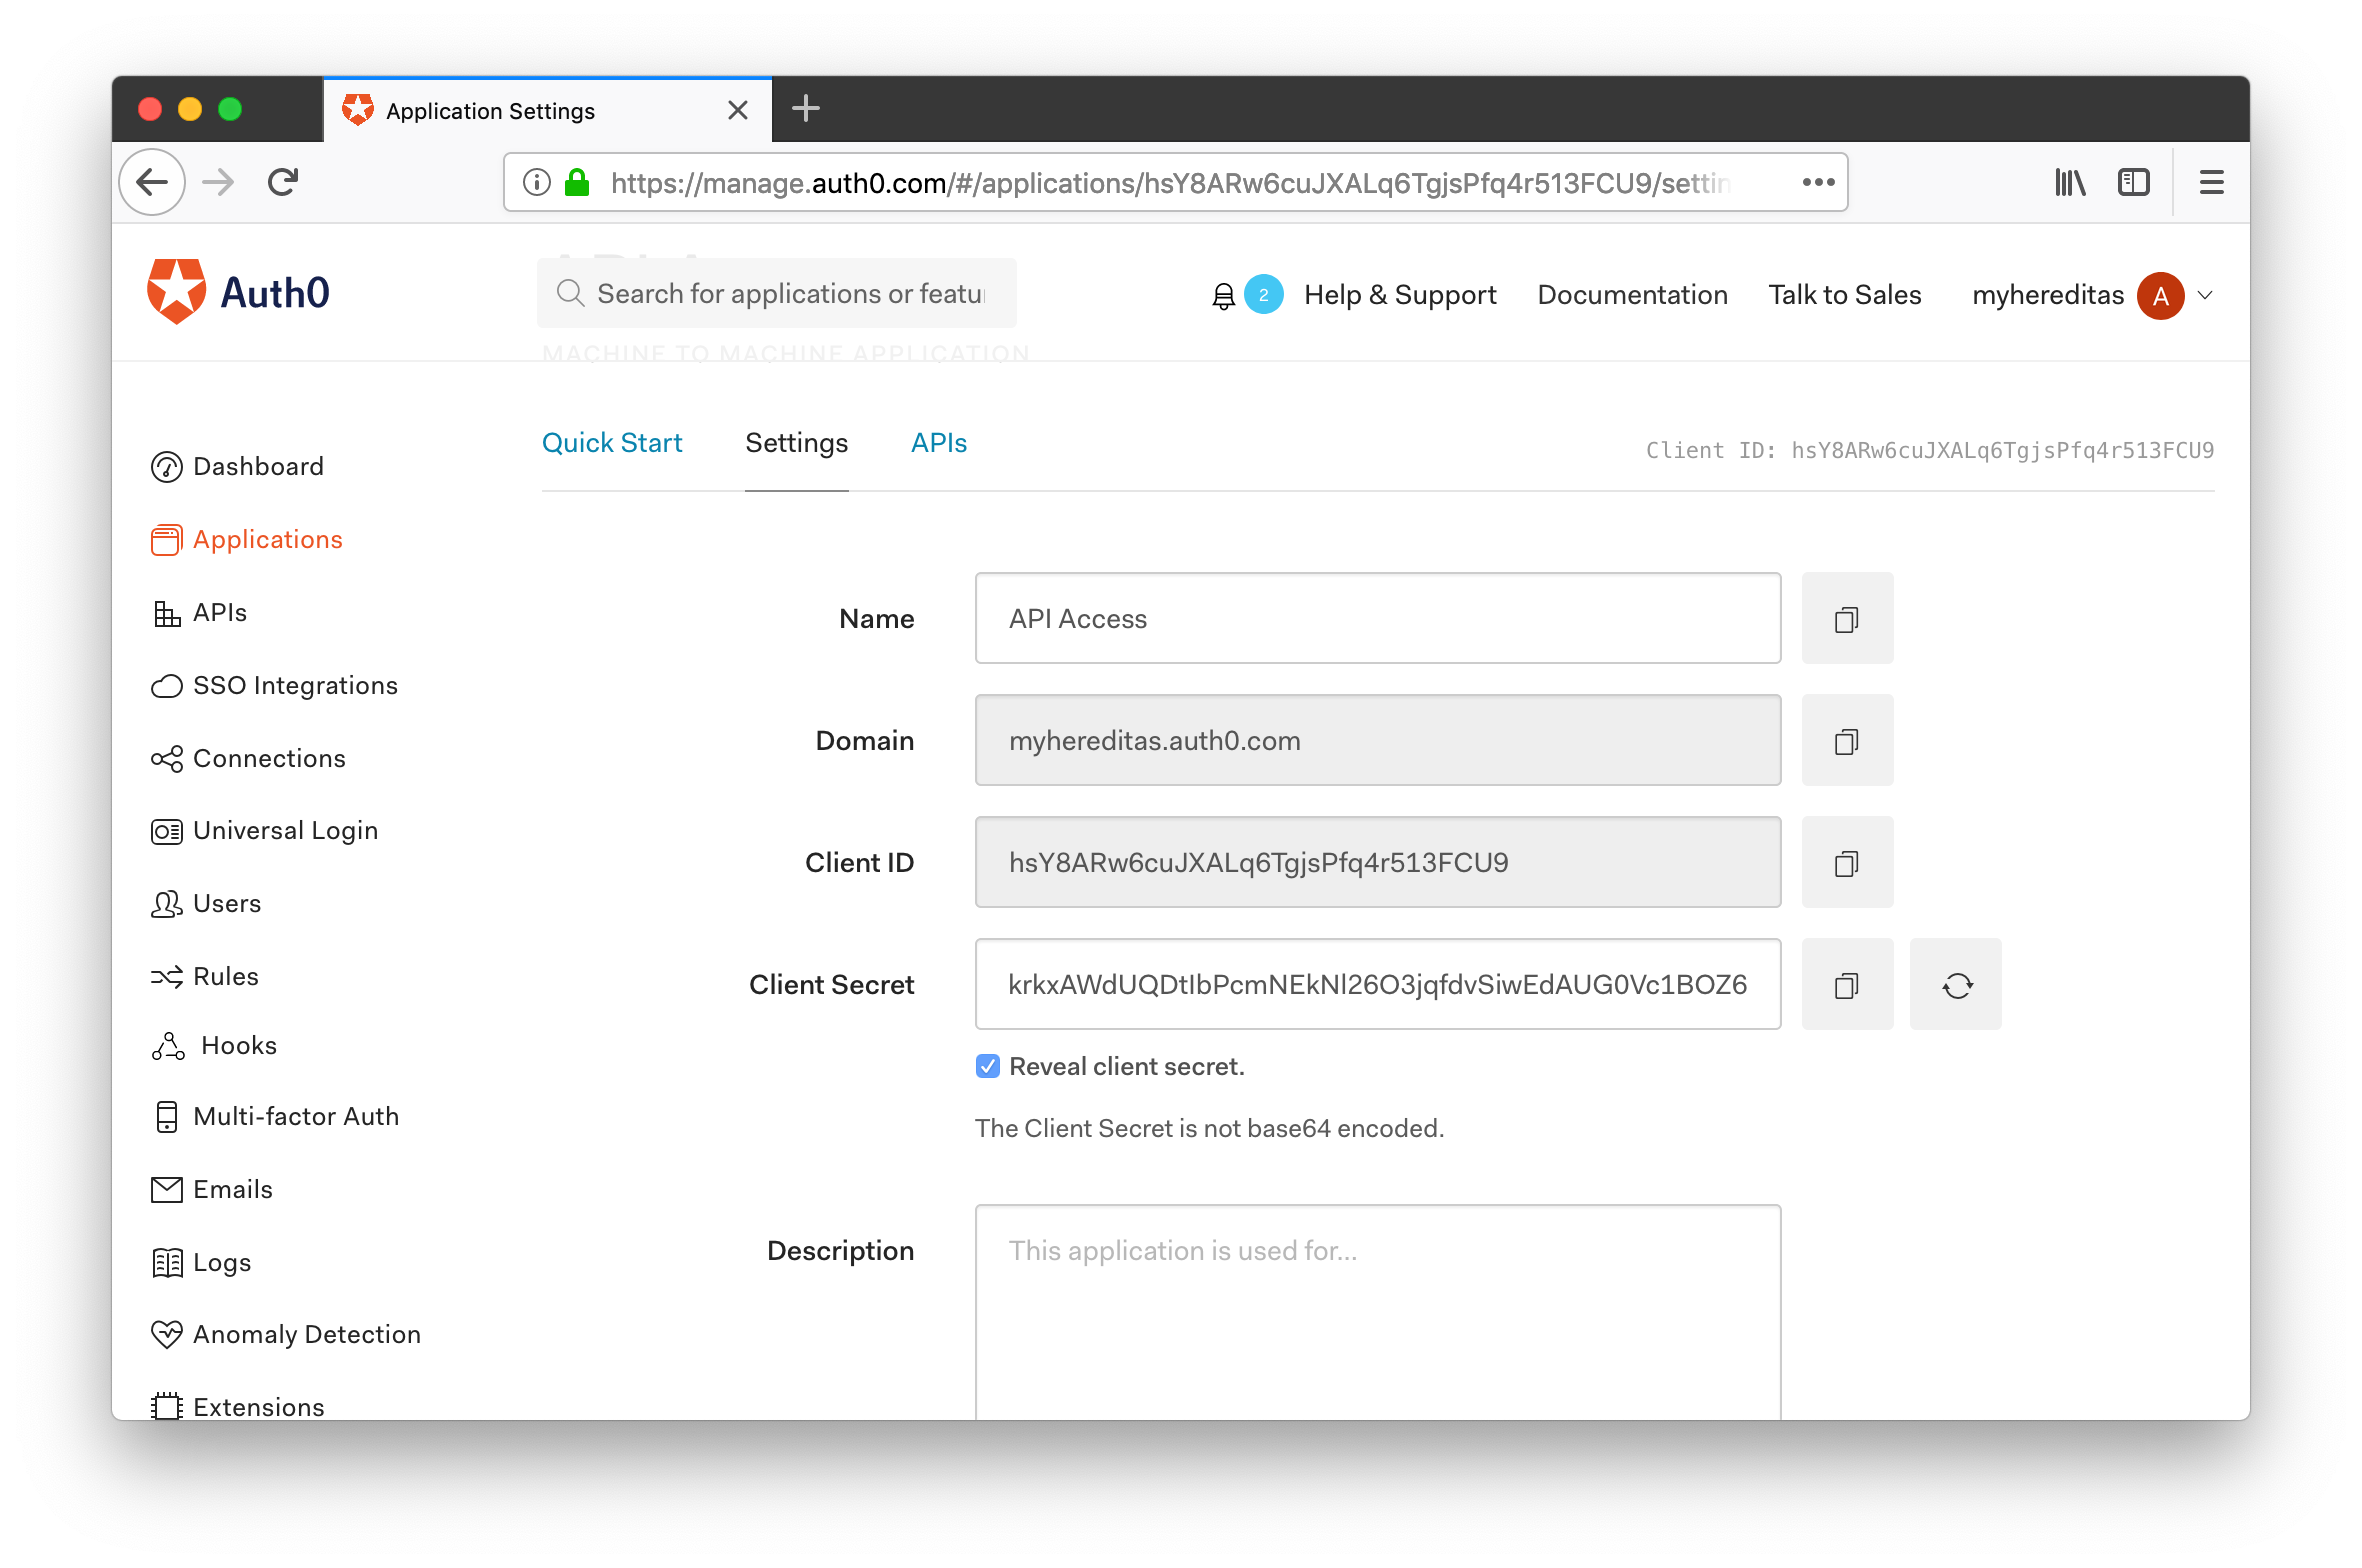 Application Settings
https://manage.auth0.com/#/applications/hsY8ARw6cuJXALq6TgjsPfq4r513FCU9/settin
Auth0
Search for applications or featu
2
Help & Support
Documentation
Talk to Sales
myhereditas
A
MACHINE TO MACHINE APPLICATION
Quick Start
Settings
APIs
Client ID: hsY8ARw6cuJXALq6TgjsPfq4r513FCU9
Dashboard
Applications
APIs
SSO Integrations
Connections
Universal Login
Users
Rules
Hooks
Multi-factor Auth
Emails
Logs
Anomaly Detection
Extensions
Name
API Access
Domain
myhereditas.auth0.com
Client ID
hsY8ARw6cuJXALq6TgjsPfq4r513FCU9
Client Secret
krkxAWdUQDtIbPcmNEkNl26O3jqfdvSiwEdAUG0Vc1BOZ6
Reveal client secret.
The Client Secret is not base64 encoded.
Description
This application is used for...